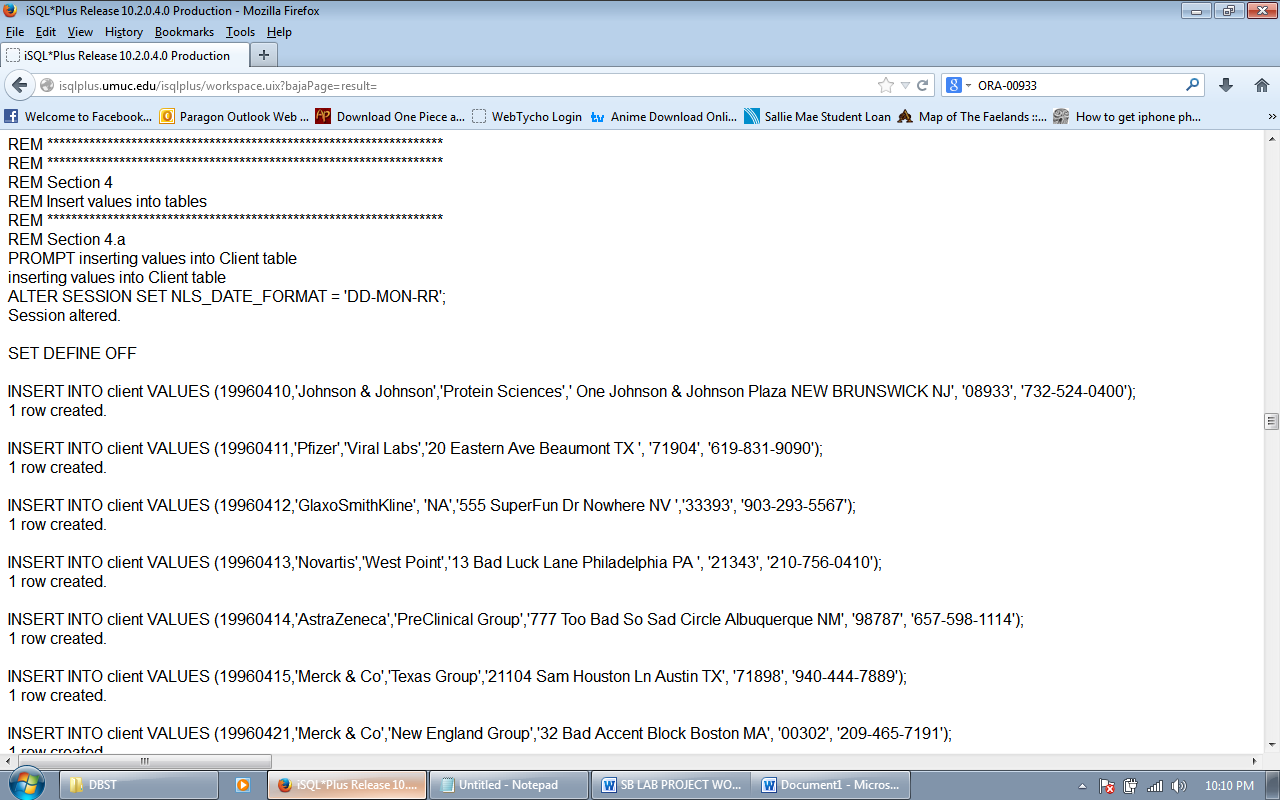 iSQL*Plus Release 10.2.0.4.0 Production - Mozilla Firefox
File Edit View History Bookmarks Tools Help
iSQL*Plus Release 10.2.0.4.0 Production +
isqlplus.umuc.edu/isqlplus/workspace.uix?bajaPage=result= ORA-00933
Welcome to Facebook... Paragon Outlook Web ... Download One Piece a... WebTycho Login Anime Download Onli... Sallie Mae Student Loan Map of The Faelands ::... How to get iphone ph... »
REM ******************************************************************
REM ******************************************************************
REM Section 4
REM Insert values into tables
REM ******************************************************************
REM Section 4.a
PROMPT inserting values into Client table
inserting values into Client table
ALTER SESSION SET NLS_DATE_FORMAT = 'DD-MON-RR';
Session altered.
SET DEFINE OFF
INSERT INTO client VALUES (19960410,'Johnson & Johnson','Protein Sciences',' One Johnson & Johnson Plaza NEW BRUNSWICK NJ', '08933', '732-524-0400');
1 row created.
INSERT INTO client VALUES (19960411,'Pfizer','Viral Labs','20 Eastern Ave Beaumont TX ', '71904', '619-831-9090');
1 row created.
INSERT INTO client VALUES (19960412,'GlaxoSmithKline', 'NA','555 SuperFun Dr Nowhere NV ','33393', '903-293-5567');
1 row created.
INSERT INTO client VALUES (19960413,'Novartis','West Point','13 Bad Luck Lane Philadelphia PA ', '21343', '210-756-0410');
1 row created.
INSERT INTO client VALUES (19960414,'AstraZeneca','PreClinical Group','777 Too Bad So Sad Circle Albuquerque NM', '98787', '657-598-1114');
1 row created.
INSERT INTO client VALUES (19960415,'Merck & Co','Texas Group','21104 Sam Houston Ln Austin TX', '71898', '940-444-7889');
1 row created.
INSERT INTO client VALUES (19960421,'Merck & Co','New England Group','32 Bad Accent Block Boston MA', '00302', '209-465-7191');
1 row created.
DBST iSQL*Plus Release 10.... Untitled - Notepad SB LAB PROJECT WO... Document1 - Micros... 10:10 PM